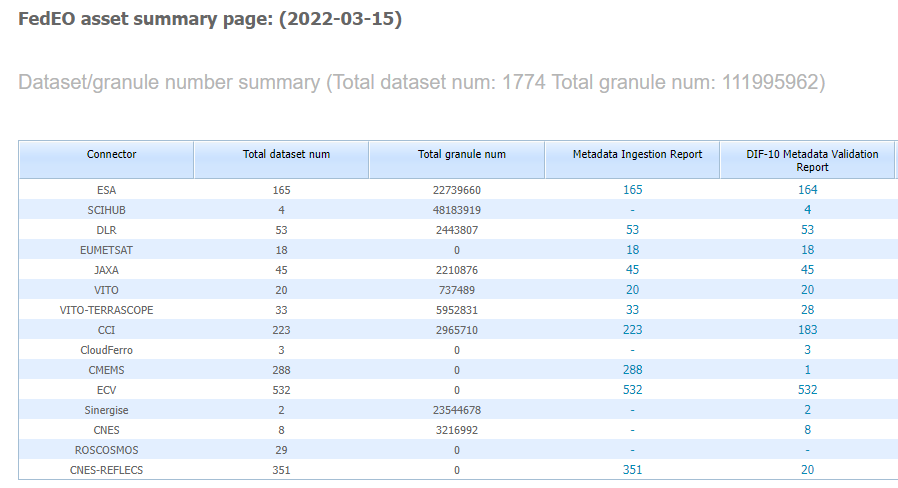 FedEO asset summary page: (2022-03-15)
Dataset/granule number summary (Total dataset num: 1774 Total granule num: 111995962)
Connector Total dataset num Total granule num Metadata Ingestion Report DIF-10 Metadata Validation
Report
ESA 165 22739660 165 164
SCIHUB 4 48183919 - 4
DLR 53 2443807 53 53
EUMETSAT 18 0 18 18
JAXA 45 2210876 45 45
VITO 20 737489 20 20
VITO-TERRASCOPE 33 5952831 33 28
CCI 223 2965710 223 183
CloudFerro 3 0 - 3
CMEMS 288 0 288 1
ECV 532 0 532 532
Sinergise 2 23544678 - 2
CNES 8 3216992 - 8
ROSCOSMOS 29 0 - -
CNES-REFLECS 351 0 351 20